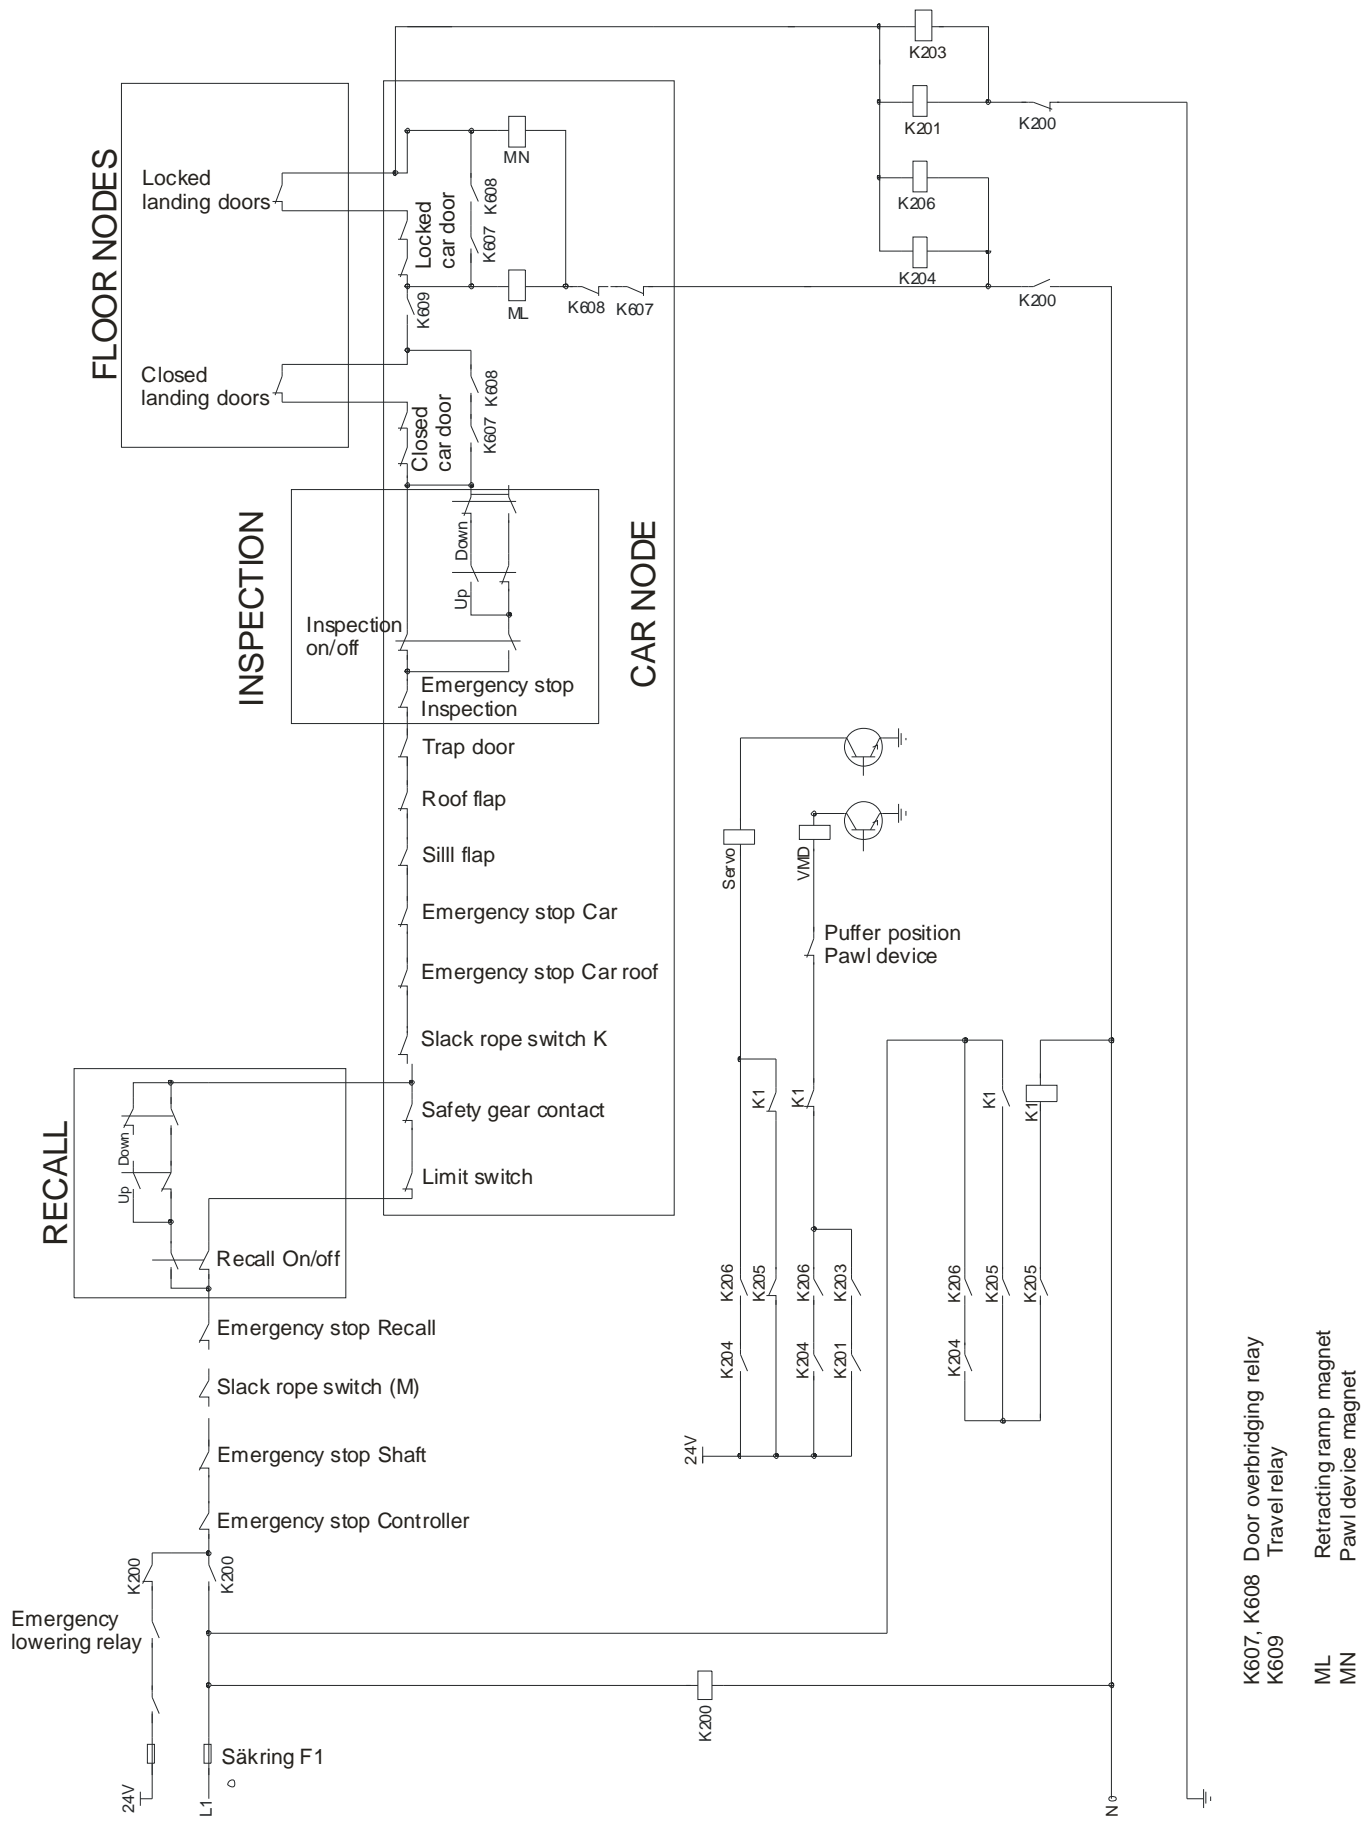 K203
K201
K200
K206
K204
K200
FLOOR NODES
Locked
landing doors
Closed
landing doors
MN
K608
K607
Locked
car door
ML
K608
K607
K609
K608
K607
Closed
car door
INSPECTION
CAR NODE
Down
Up
Inspection
on/off
Emergency stop
Inspection
Trap door
Roof flap
Silll flap
Emergency stop Car
Emergency stop Car roof
Slack rope switch K
Safety gear contact
Limit switch
RECALL
Down
Up
Recall On/off
Emergency stop Recall
Slack rope switch (M)
Emergency stop Shaft
Emergency stop Controller
K200
K200
Emergency
lowering relay
Säkring F1
24V
L1
Servo
VMD
Puffer position
Pawl device
K1
K1
K1
K1
K206
K205
K206
K203
K204
K204
K201
24V
K206
K205
K205
K204
K200
N
K607, K608 Door overbridging relay
K609 Travel relay
ML Retracting ramp magnet
MN Pawl device magnet